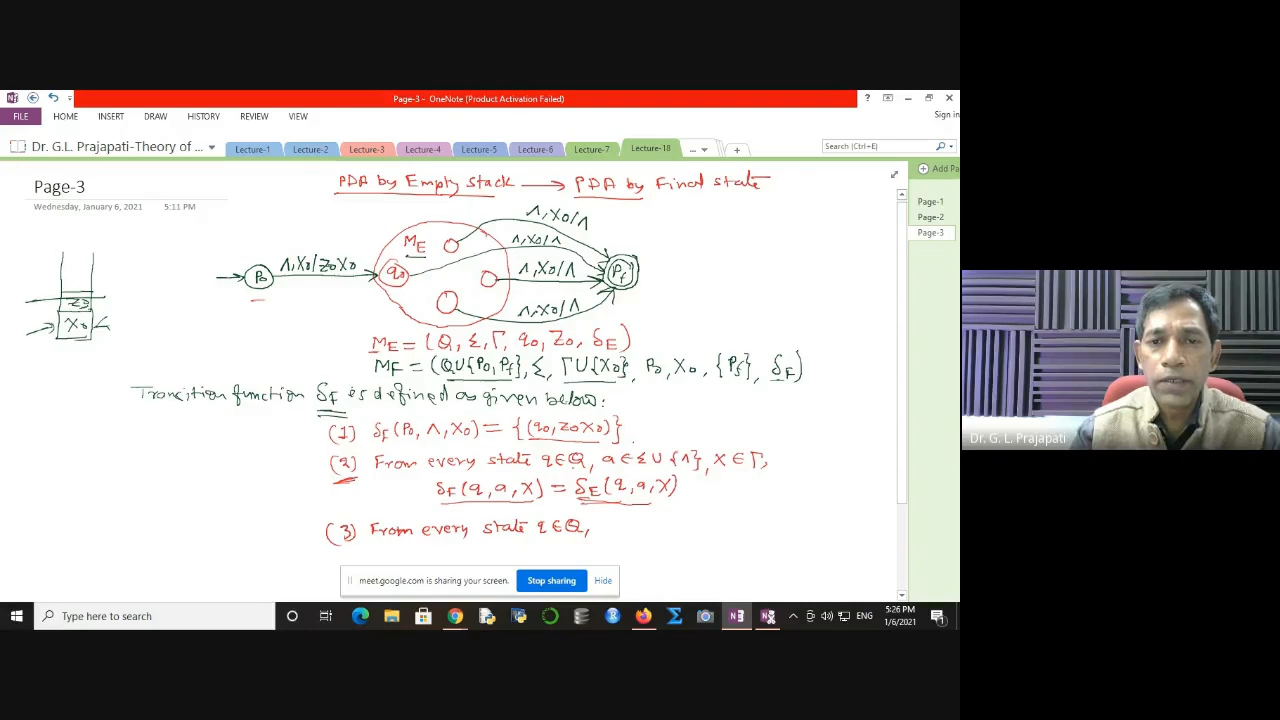 Page-3 - OneNote (Product Activation Failed)
Sign in
FILE HOME INSERT DRAW HISTORY REVIEW VIEW
Dr. G.L. Prajapati-Theory of ...
Lecture-1 Lecture-2 Lecture-3 Lecture-4 Lecture-5 Lecture-6 Lecture-7 Lecture-18 ...
Search (Ctrl+E)
Add Pa
Page-1
Page-2
Page-3
Page-3
Wednesday, January 6, 2021 5:11 PM
PDA by Empty stack → PDA by Final state
Λ, X0/Λ
ME
Λ, X0/Λ
P0
Λ, X0/Z0X0
q0
Λ, X0/Λ
Pf
Λ, X0/Λ
Z0
X0
ME = (Q, Σ, Γ, q0, Z0, δE)
MF = (Q∪{P0, Pf}, Σ, Γ∪{X0}, P0, X0, {Pf}, δF)
Transition function δF is defined as given below:
(1) δF(P0, Λ, X0) = {(q0, Z0X0)}.
(2) From every state q∈Q, a∈Σ∪{Λ}, X∈Γ,
δF(q, a, X) = δE(q, a, X)
(3) From every state q∈Q,
meet.google.com is sharing your screen. Stop sharing Hide
Dr. G. L. Prajapati
Type here to search
ENG
5:26 PM
1/6/2021